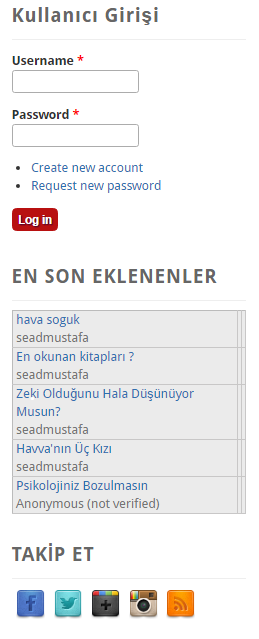 Kullanıcı Girişi
Username *
Password *
Create new account
Request new password
Log in
EN SON EKLENENLER
hava soguk
seadmustafa
En okunan kitapları ?
seadmustafa
Zeki Olduğunu Hala Düşünüyor
Musun?
seadmustafa
Havva'nın Üç Kızı
seadmustafa
Psikolojiniz Bozulmasın
Anonymous (not verified)
TAKİP ET